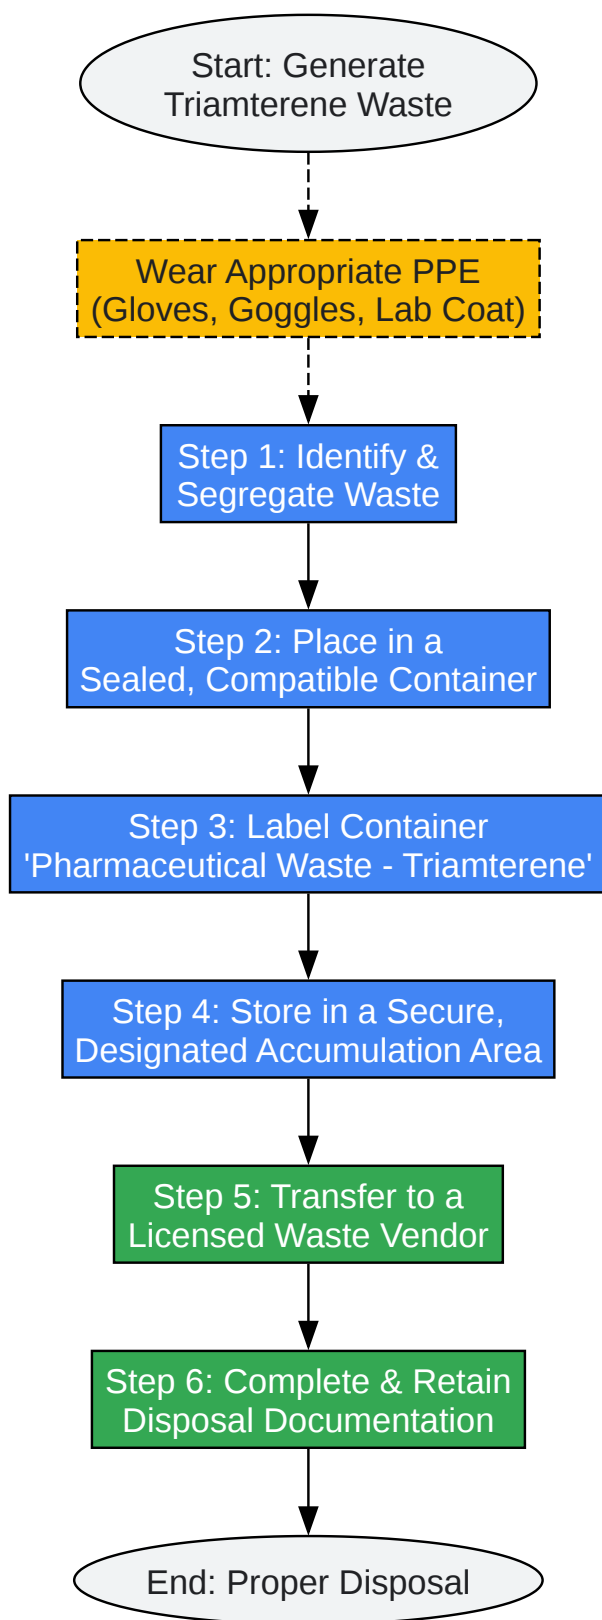 Start: Generate
Triamterene Waste
Wear Appropriate PPE
(Gloves, Goggles, Lab Coat)
Step 1: Identify &
Segregate Waste
Step 2: Place in a
Sealed, Compatible Container
Step 3: Label Container
'Pharmaceutical Waste - Triamterene'
Step 4: Store in a Secure,
Designated Accumulation Area
Step 5: Transfer to a
Licensed Waste Vendor
Step 6: Complete & Retain
Disposal Documentation
End: Proper Disposal